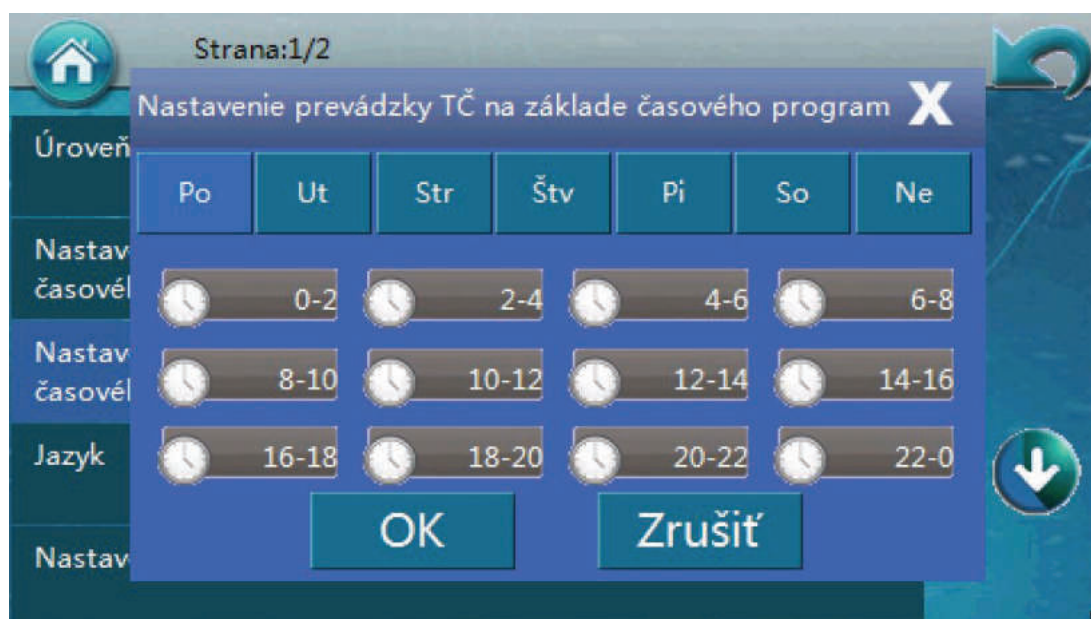 Strana:1/2
Nastavenie prevádzky TČ na základe časového program X
Úroveň
Po Ut Str Štv Pi So Ne
Nastav
časovél
0-2 2-4 4-6 6-8
Nastav
časovél
8-10 10-12 12-14 14-16
Jazyk
16-18 18-20 20-22 22-0
OK Zrušiť
Nastav